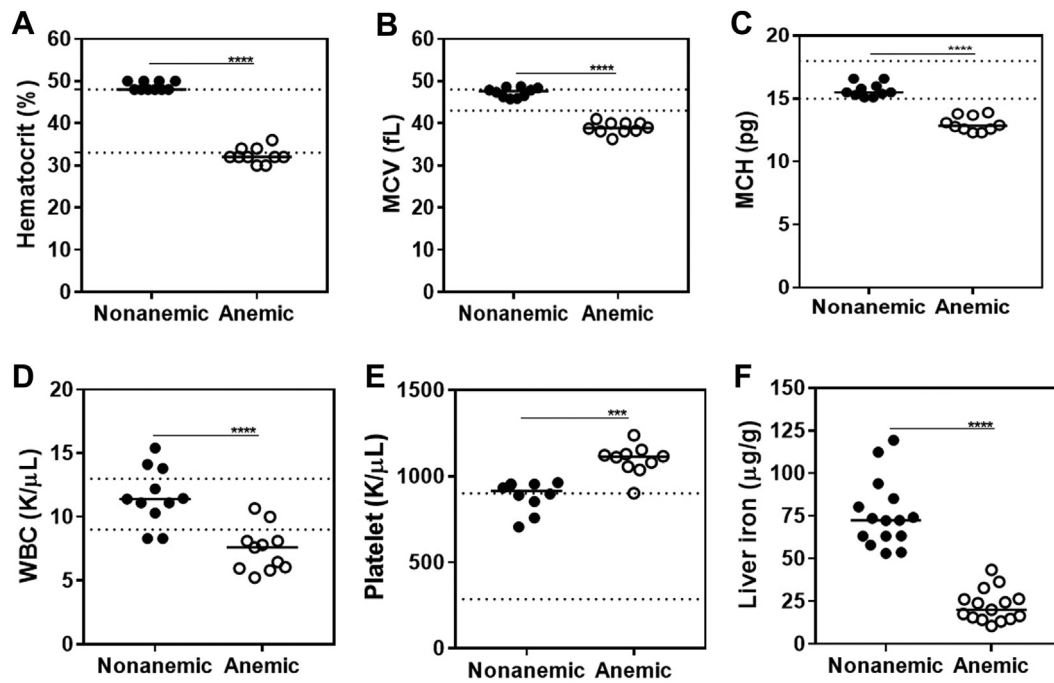 A
Hematocrit (%)
60
50
40
30
20
10
0
****
Nonanemic Anemic
B
MCV (fL)
60
50
40
30
20
10
0
****
Nonanemic Anemic
C
MCH (pg)
20
15
10
5
0
****
Nonanemic Anemic
D
WBC (K/μL)
20
15
10
5
0
****
Nonanemic Anemic
E
Platelet (K/μL)
1500
1000
500
0
***
Nonanemic Anemic
F
Liver iron (μg/g)
150
125
100
75
50
25
0
****
Nonanemic Anemic